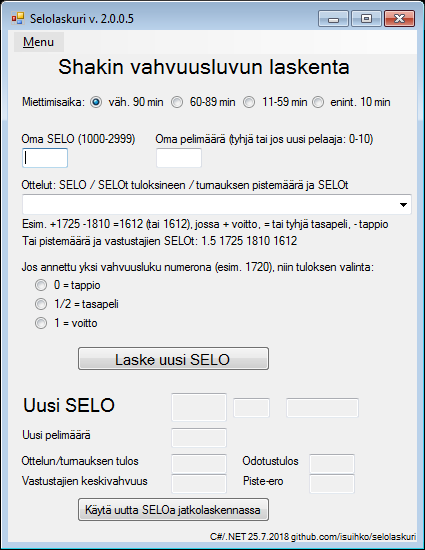 Selolaskuri v. 2.0.0.5
Menu
Shakin vahvuusluvun laskenta
Miettimisaika: väh. 90 min 60-89 min 11-59 min enint. 10 min
Oma SELO (1000-2999) Oma pelimäärä (tyhjä tai jos uusi pelaaja: 0-10)
Ottelut: SELO / SELOt tuloksineen / turnauksen pistemäärä ja SELOt
Esim. +1725 -1810 =1612 (tai 1612), jossa + voitto, = tai tyhjä tasapeli, - tappio
Tai pistemäärä ja vastustajien SELOt: 1.5 1725 1810 1612
Jos annettu yksi vahvuusluku numerona (esim. 1720), niin tuloksen valinta:
0 = tappio
1/2 = tasapeli
1 = voitto
Laske uusi SELO
Uusi SELO
Uusi pelimäärä
Ottelun/turnauksen tulos Odotustulos
Vastustajien keskivahvuus Piste-ero
Käytä uutta SELOa jatkolaskennassa
C#/.NET 25.7.2018 github.com/isuihko/selolaskuri